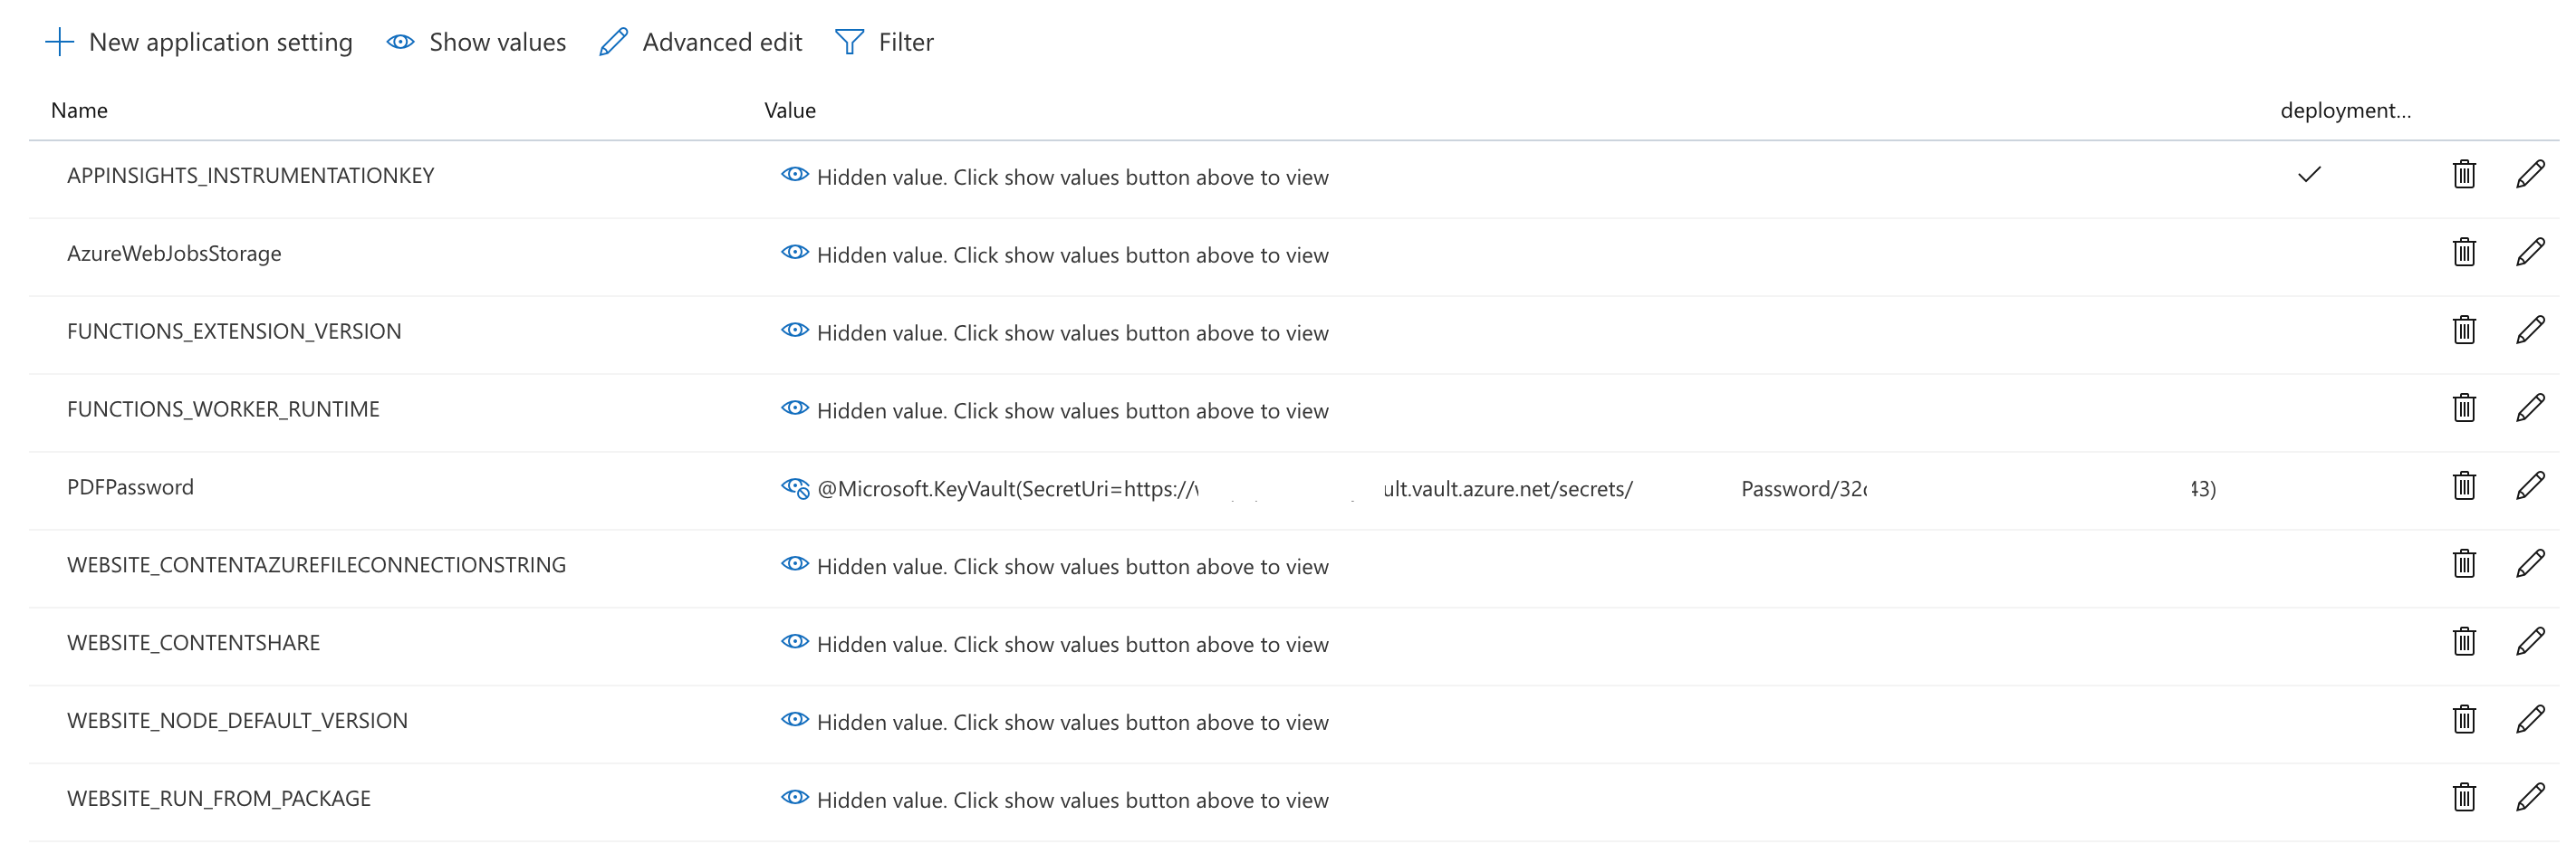 New application setting Show values Advanced edit Filter
Name Value deployment...
APPINSIGHTS_INSTRUMENTATIONKEY Hidden value. Click show values button above to view
AzureWebJobsStorage Hidden value. Click show values button above to view
FUNCTIONS_EXTENSION_VERSION Hidden value. Click show values button above to view
FUNCTIONS_WORKER_RUNTIME Hidden value. Click show values button above to view
PDFPassword @Microsoft.KeyVault(SecretUri=https:// ult.vault.azure.net/secrets/ Password/32 43)
WEBSITE_CONTENTAZUREFILECONNECTIONSTRING Hidden value. Click show values button above to view
WEBSITE_CONTENTSHARE Hidden value. Click show values button above to view
WEBSITE_NODE_DEFAULT_VERSION Hidden value. Click show values button above to view
WEBSITE_RUN_FROM_PACKAGE Hidden value. Click show values button above to view